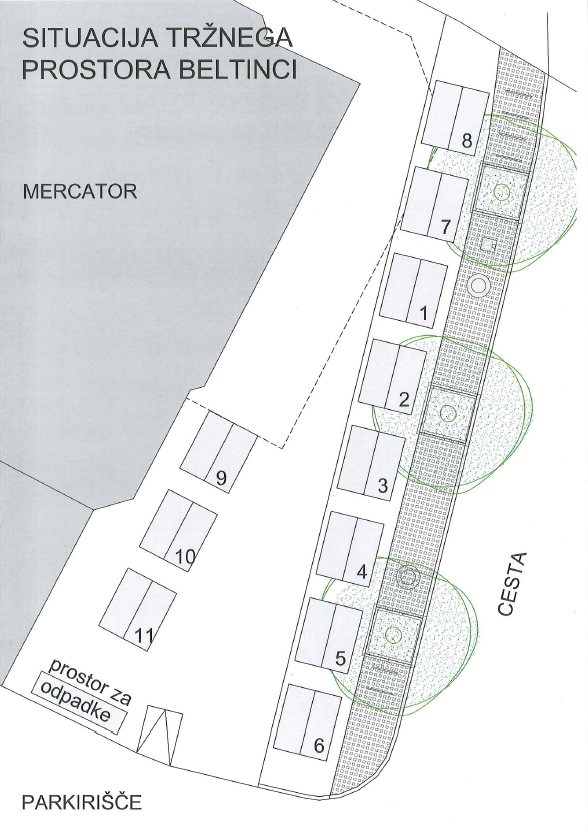 SITUACIJA TRŽNEGA
PROSTORA BELTINCI
MERCATOR
8
7
1
2
3
4
5
6
9
10
11
CESTA
prostor za
odpadke
PARKIRIŠČE